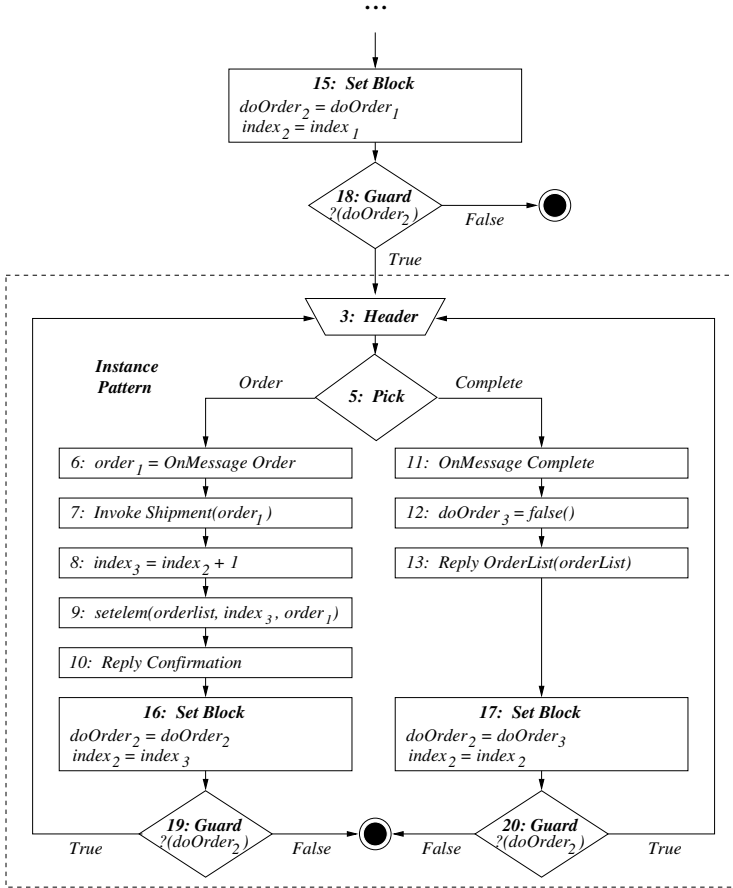 ...
15: Set Block
doOrder2 = doOrder1
index2 = index1
18: Guard
?(doOrder2)
False
True
3: Header
Instance
Pattern
Order
Complete
5: Pick
6: order1 = OnMessage Order
11: OnMessage Complete
7: Invoke Shipment(order1)
12: doOrder3 = false()
8: index3 = index2 + 1
13: Reply OrderList(orderList)
9: setelem(orderlist, index3, order1)
10: Reply Confirmation
16: Set Block
doOrder2 = doOrder2
index2 = index3
17: Set Block
doOrder2 = doOrder3
index2 = index2
19: Guard
?(doOrder2)
True
False
20: Guard
?(doOrder2)
False
True